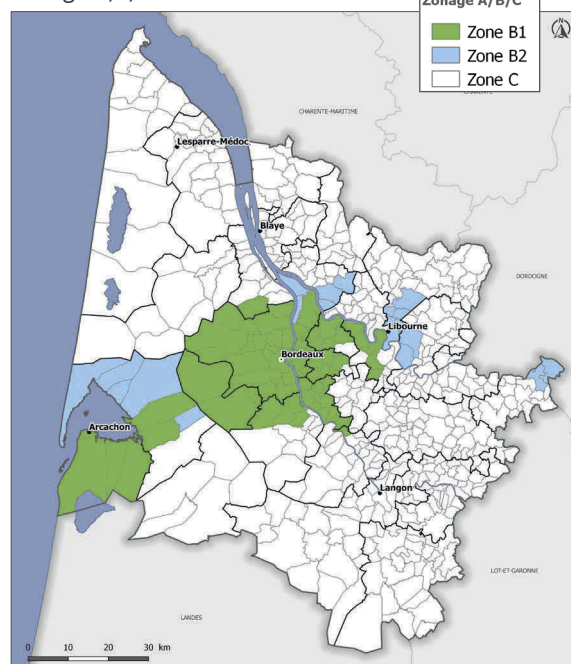 Zonage A/B/C
Zone B1
Zone B2
Zone C
N
CHARENTE-MARITIME
CHARENTE
Lesparre-Médoc
Blaye
DORDOGNE
Libourne
Bordeaux
Arcachon
Langon
LOT-ET-GARONNE
LANDES
0 10 20 30 km